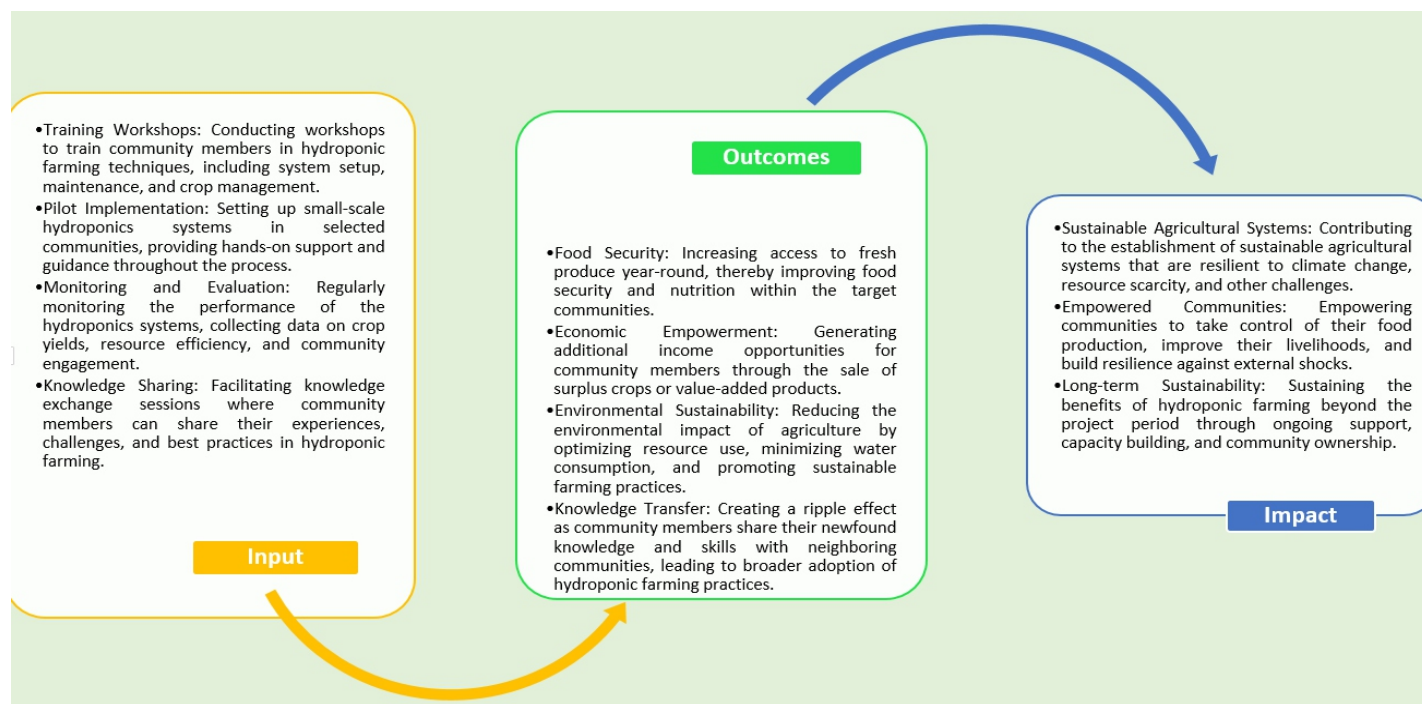 •Training Workshops: Conducting workshops
to train community members in hydroponic
farming techniques, including system setup,
maintenance, and crop management.
•Pilot Implementation: Setting up small-scale
hydroponics systems in selected
communities, providing hands-on support and
guidance throughout the process.
•Monitoring and Evaluation: Regularly
monitoring the performance of the
hydroponics systems, collecting data on crop
yields, resource efficiency, and community
engagement.
•Knowledge Sharing: Facilitating knowledge
exchange sessions where community
members can share their experiences,
challenges, and best practices in hydroponic
farming.
Input
Outcomes
•Food Security: Increasing access to fresh
produce year-round, thereby improving food
security and nutrition within the target
communities.
•Economic Empowerment: Generating
additional income opportunities for
community members through the sale of
surplus crops or value-added products.
•Environmental Sustainability: Reducing the
environmental impact of agriculture by
optimizing resource use, minimizing water
consumption, and promoting sustainable
farming practices.
•Knowledge Transfer: Creating a ripple effect
as community members share their newfound
knowledge and skills with neighboring
communities, leading to broader adoption of
hydroponic farming practices.
•Sustainable Agricultural Systems: Contributing
to the establishment of sustainable agricultural
systems that are resilient to climate change,
resource scarcity, and other challenges.
•Empowered Communities: Empowering
communities to take control of their food
production, improve their livelihoods, and
build resilience against external shocks.
•Long-term Sustainability: Sustaining the
benefits of hydroponic farming beyond the
project period through ongoing support,
capacity building, and community ownership.
Impact